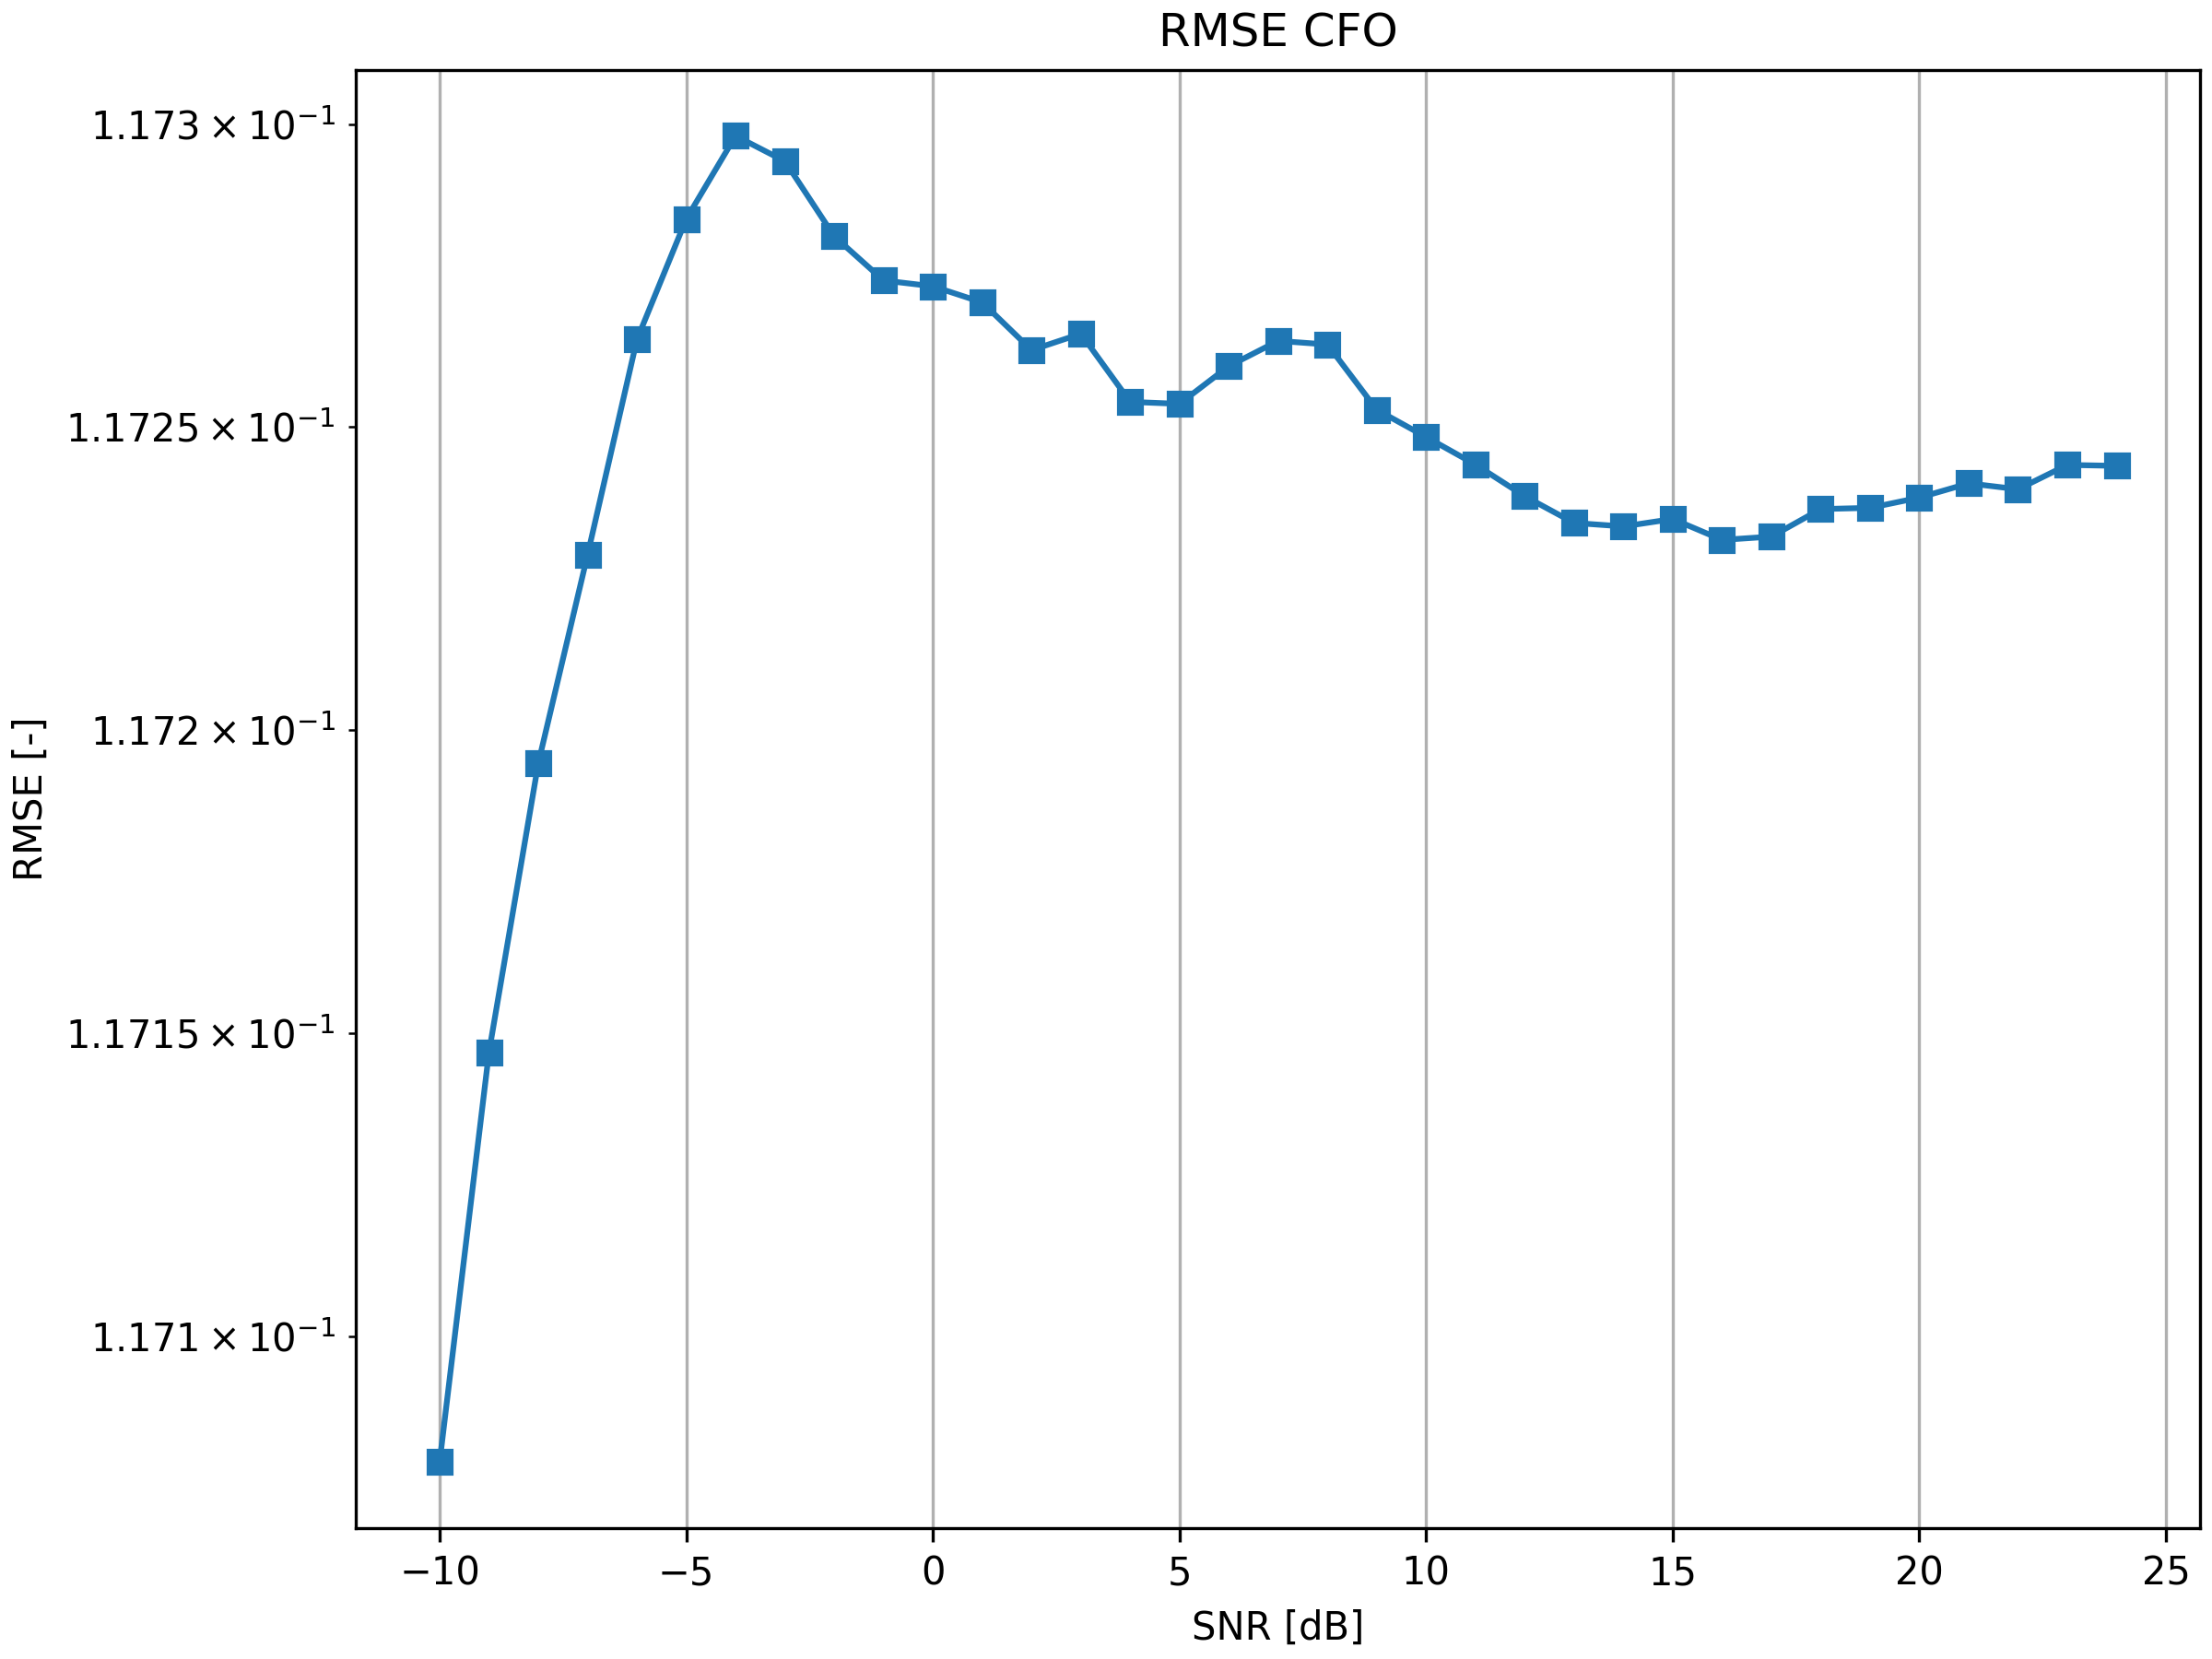 RMSE CFO
RMSE [-]
1.173 × 10⁻¹
1.1725 × 10⁻¹
1.172 × 10⁻¹
1.1715 × 10⁻¹
1.171 × 10⁻¹
−10 −5 0 5 10 15 20 25
SNR [dB]